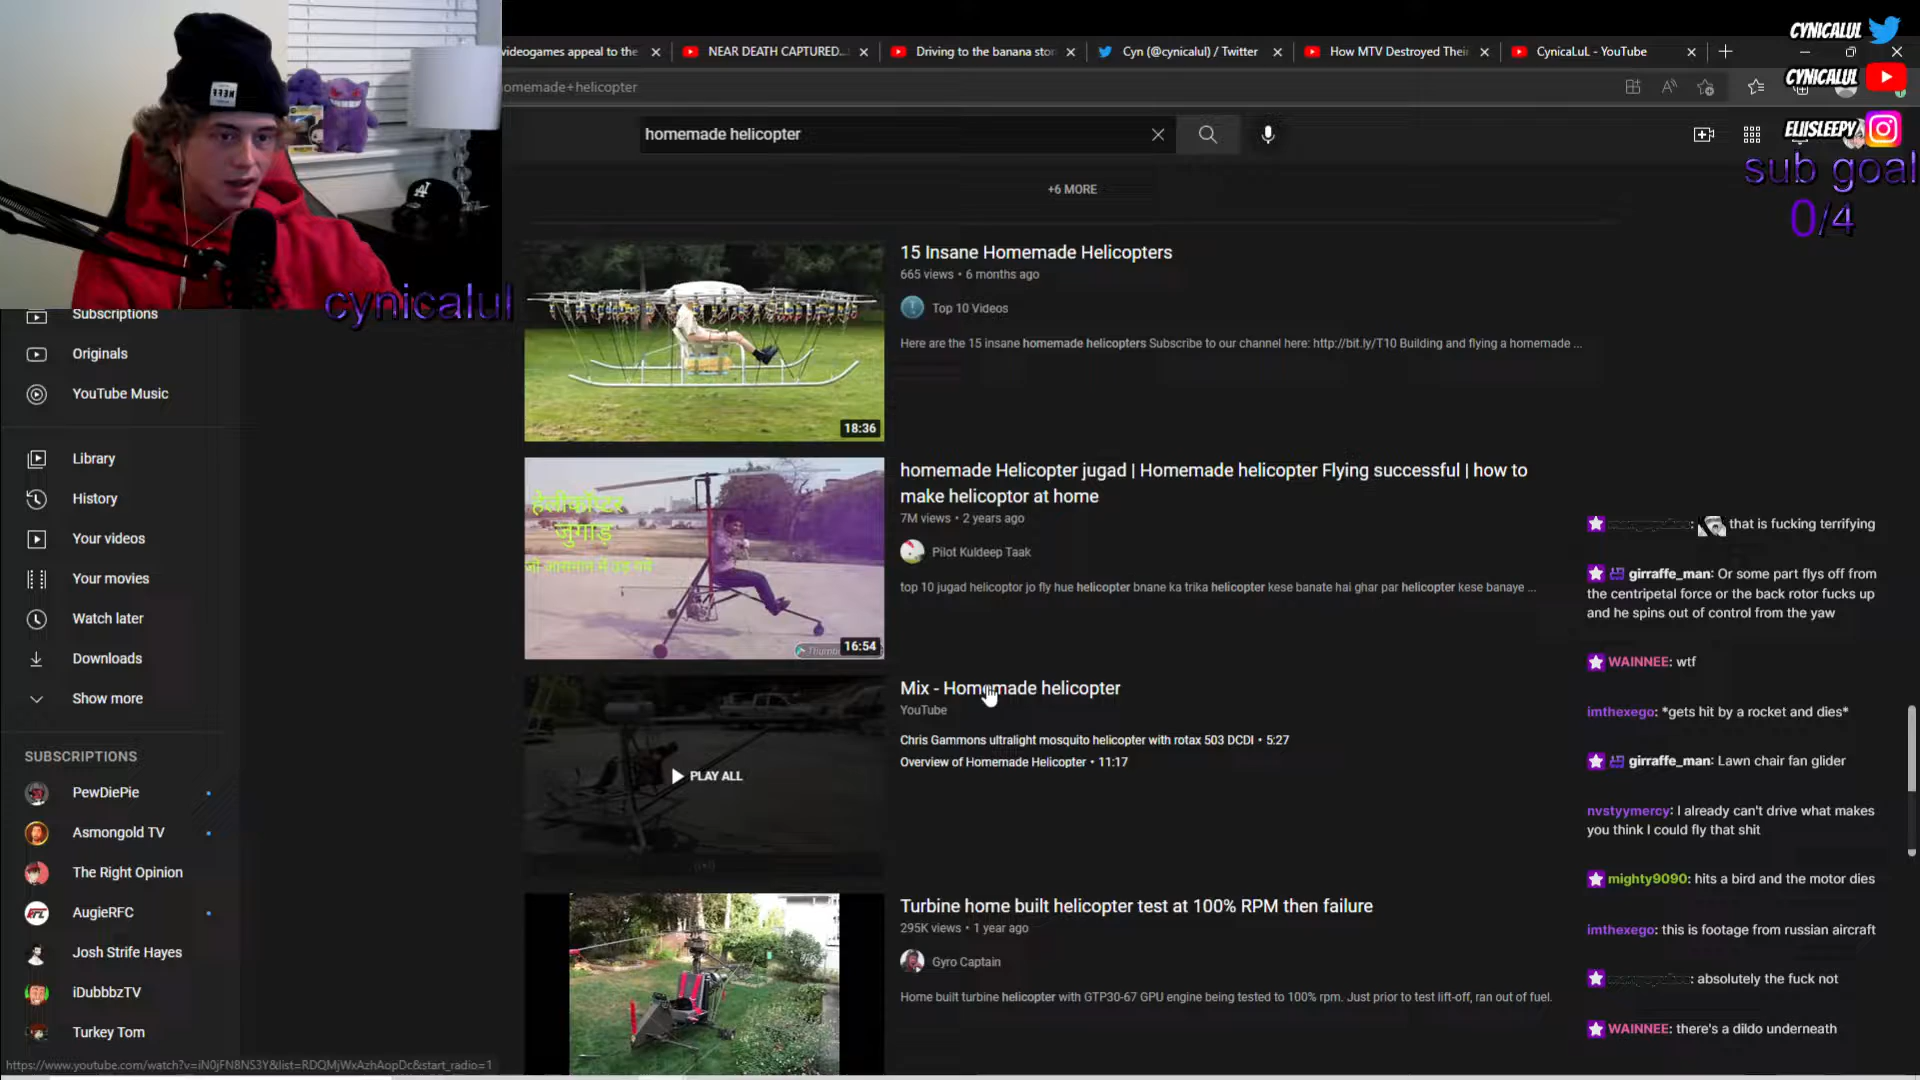 videogames appeal to the
NEAR DEATH CAPTURED...
Driving to the banana stor
Cyn (@cynicalul) / Twitter
How MTV Destroyed Thei
CynicaLuL - YouTube
CYNICALUL
CYNICALUL
omemade+helicopter
homemade helicopter
ELIISLEEPY
sub goal
0/4
NEFF
LA
cynicalul
+6 MORE
15 Insane Homemade Helicopters
665 views • 6 months ago
Top 10 Videos
Here are the 15 insane homemade helicopters Subscribe to our channel here: http://bit.ly/T10 Building and flying a homemade ...
18:36
Subscriptions
Originals
YouTube Music
Library
History
Your videos
Your movies
Watch later
Downloads
Show more
SUBSCRIPTIONS
PewDiePie
Asmongold TV
The Right Opinion
AugieRFC
Josh Strife Hayes
iDubbbzTV
Turkey Tom
हेलीकॉप्टर
जुगाड़
16:54
homemade Helicopter jugad | Homemade helicopter Flying successful | how to
make helicoptor at home
7M views • 2 years ago
Pilot Kuldeep Taak
top 10 jugad helicoptor jo fly hue helicopter bnane ka trika helicopter kese banate hai ghar par helicopter kese banaye ...
PLAY ALL
Mix - Homemade helicopter
YouTube
Chris Gammons ultralight mosquito helicopter with rotax 503 DCDI • 5:27
Overview of Homemade Helicopter • 11:17
Turbine home built helicopter test at 100% RPM then failure
295K views • 1 year ago
Gyro Captain
Home built turbine helicopter with GTP30-67 GPU engine being tested to 100% rpm. Just prior to test lift-off, ran out of fuel.
: that is fucking terrifying
girraffe_man: Or some part flys off from
the centripetal force or the back rotor fucks up
and he spins out of control from the yaw
WAINNEE: wtf
imthexego: *gets hit by a rocket and dies*
girraffe_man: Lawn chair fan glider
nvstyymercy: I already can't drive what makes
you think I could fly that shit
mighty9090: hits a bird and the motor dies
imthexego: this is footage from russian aircraft
: absolutely the fuck not
WAINNEE: there's a dildo underneath
https://www.youtube.com/watch?v=iN0jFN8NS3Y&list=RDQMjWxAzhAopDc&start_radio=1